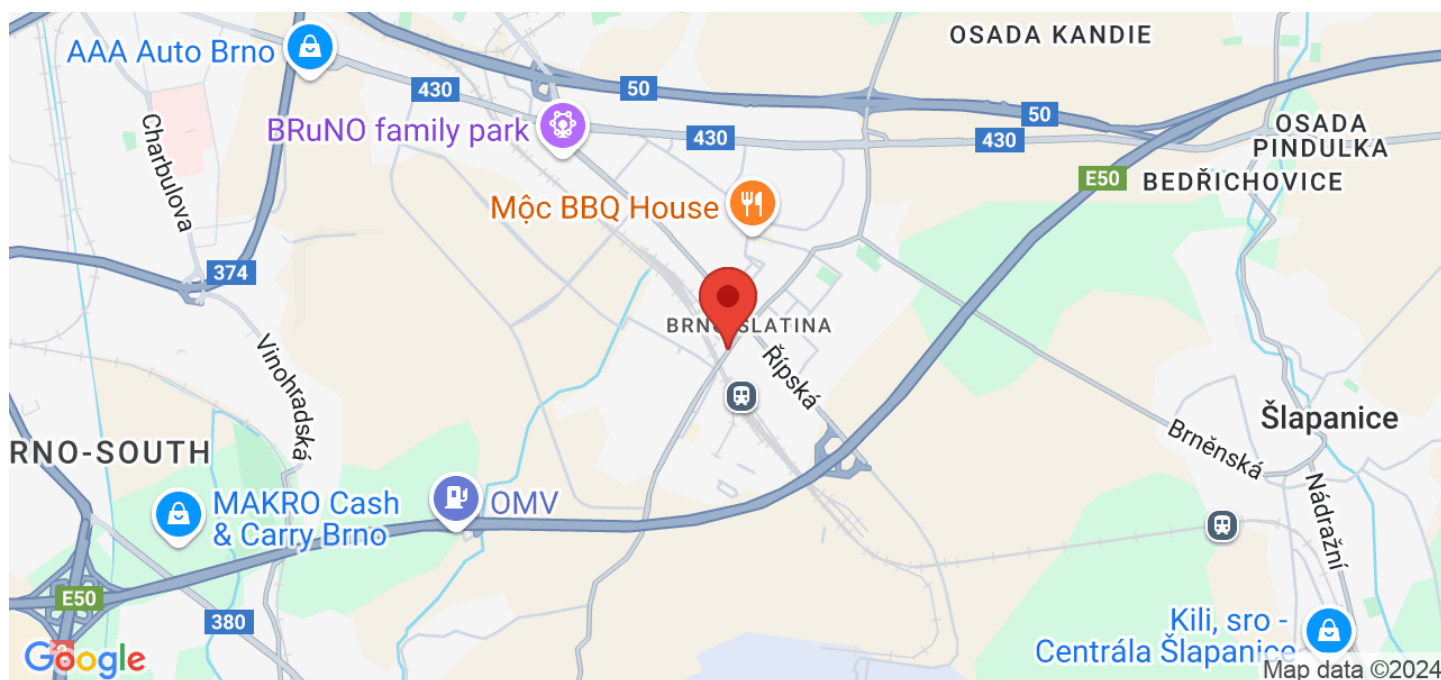 OSADA KANDIE
AAA Auto Brno
430
50
50
BRuNO family park
430
430
OSADA
PINDULKA
Charbulova
E50
BEDŘICHOVICE
Mộc BBQ House
374
BRNO-SLATINA
Vinohradská
Řípská
Šlapanice
Brněnská
RNO-SOUTH
Nádražní
MAKRO Cash
& Carry Brno
OMV
E50
380
Kili, sro -
Centrála Šlapanice
Google
Map data ©2024